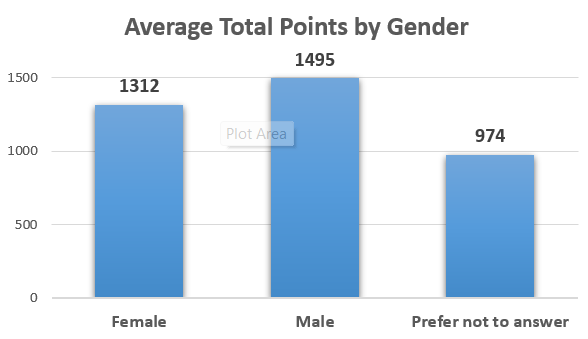 Average Total Points by Gender
1500
1000
500
0
1312
1495
974
Plot Area
Female
Male
Prefer not to answer